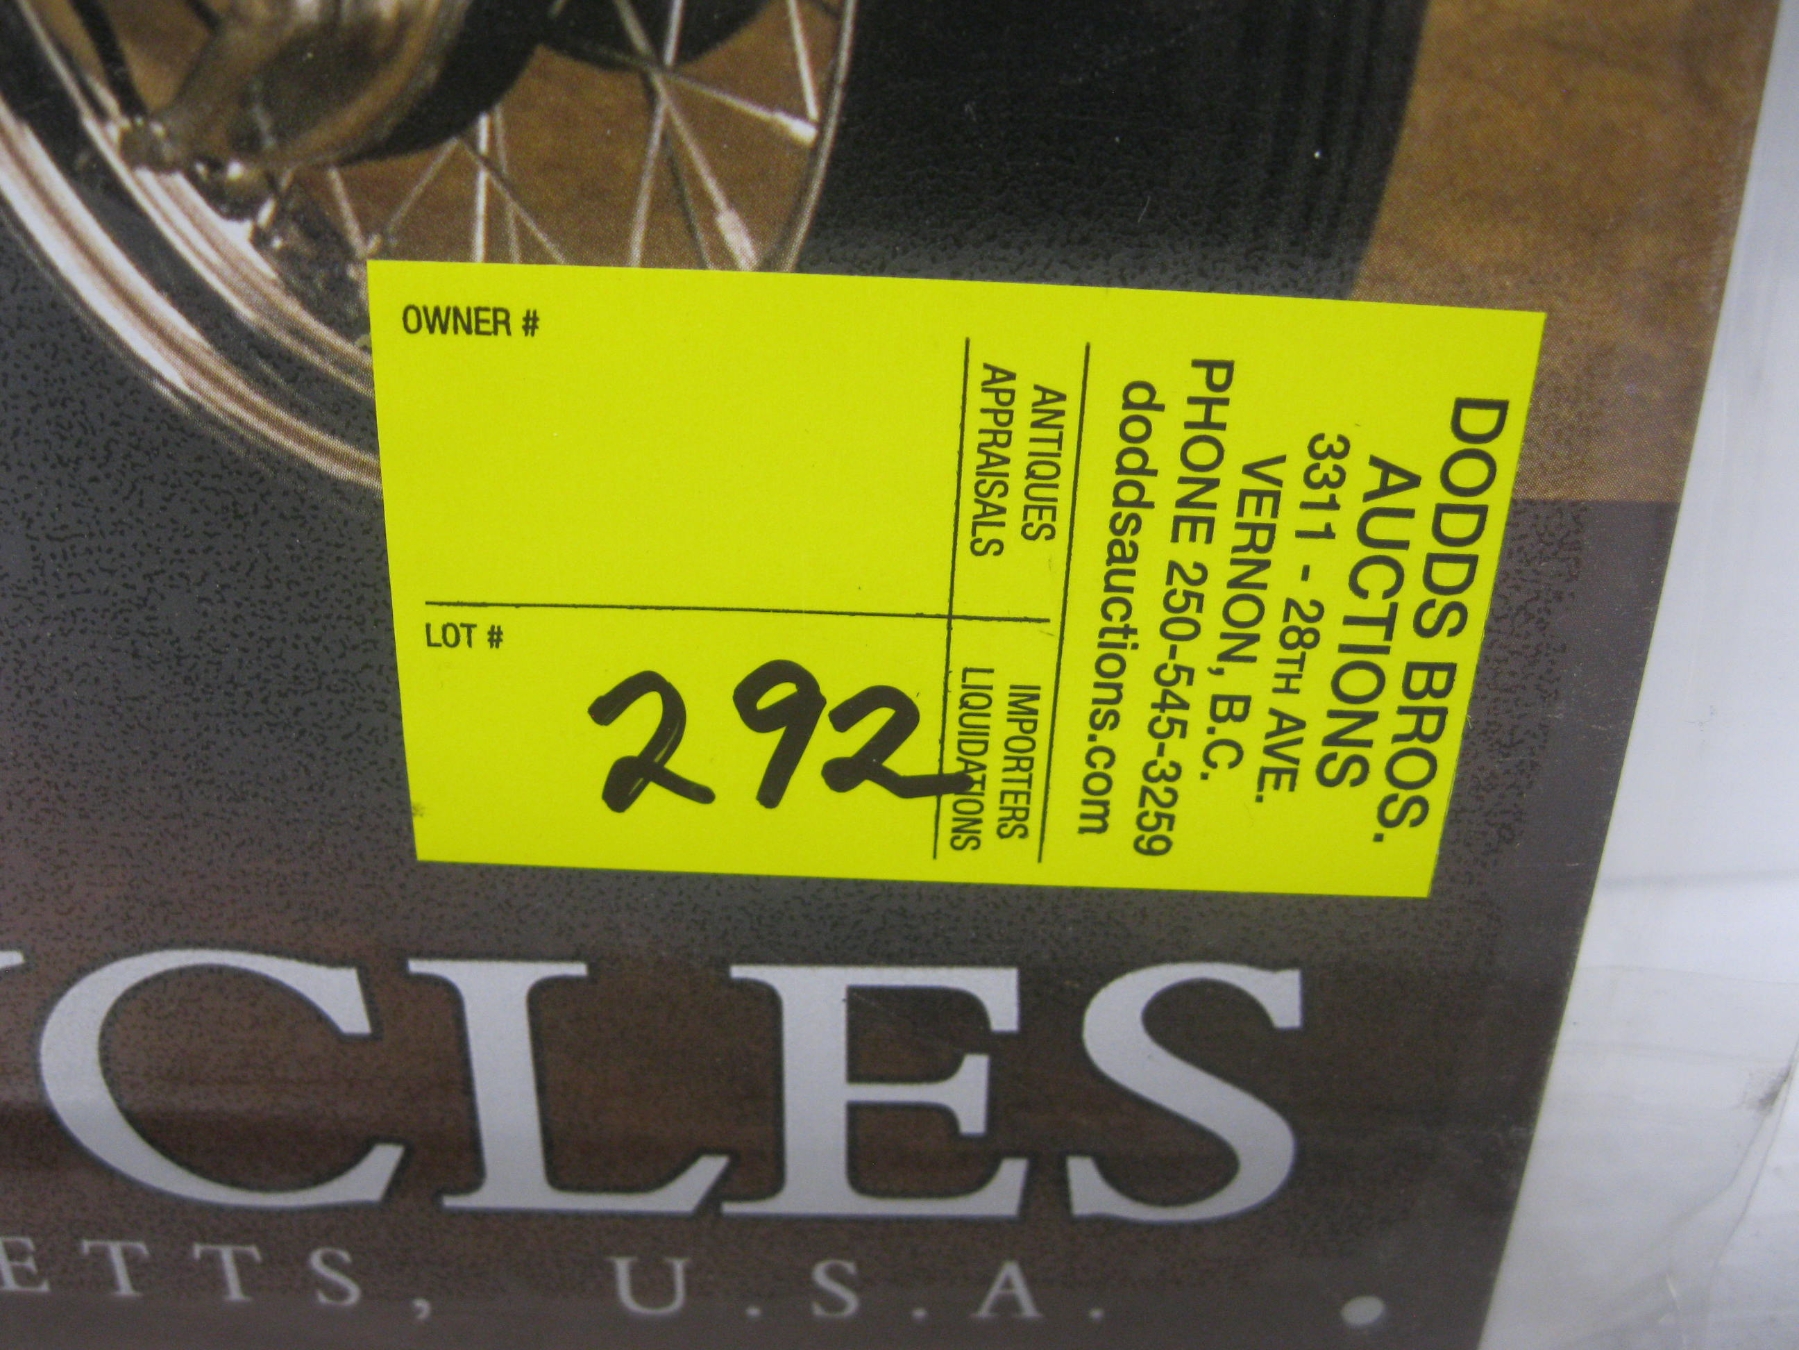 OWNER #
LOT #
292
DODDS BROS.
AUCTIONS
3311 - 28TH AVE.
VERNON, B.C.
PHONE 250-545-3259
doddsauctions.com
ANTIQUES
APPRAISALS
IMPORTERS
LIQUIDATIONS
CLES
ETTS, U.S.A.